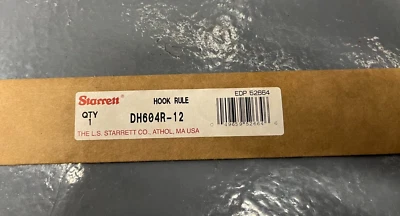 EDP 52664
Starrett
HOOK RULE
QTY
1
DH604R-12
THE L.S. STARRETT CO., ATHOL, MA USA